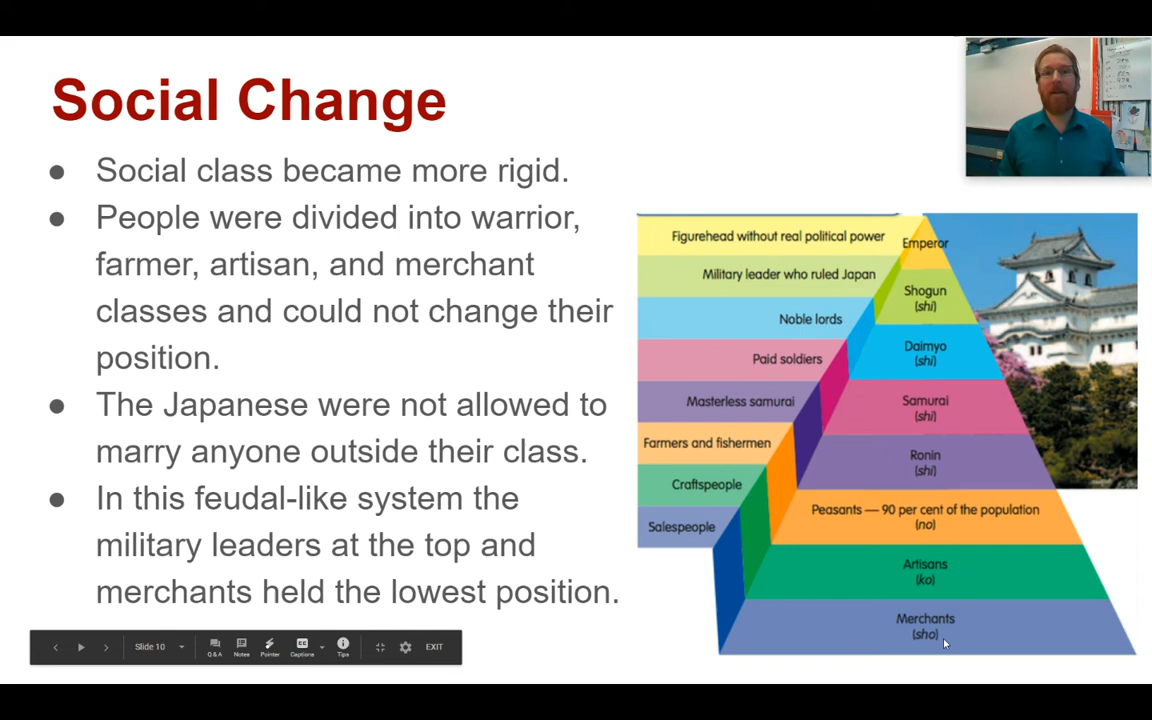 Social Change
● Social class became more rigid.
● People were divided into warrior,
farmer, artisan, and merchant
classes and could not change their
position.
● The Japanese were not allowed to
marry anyone outside their class.
● In this feudal-like system the
military leaders at the top and
merchants held the lowest position.
Figurehead without real political power
Emperor
Military leader who ruled Japan
Shogun
(shi)
Noble lords
Daimyo
(shi)
Paid soldiers
Samurai
(shi)
Masterless samurai
Ronin
(shi)
Farmers and fishermen
Peasants — 90 per cent of the population
(no)
Craftspeople
Artisans
(ko)
Salespeople
Merchants
(sho)
Slide 10
Q&A
Notes
Pointer
Captions
Tips
EXIT